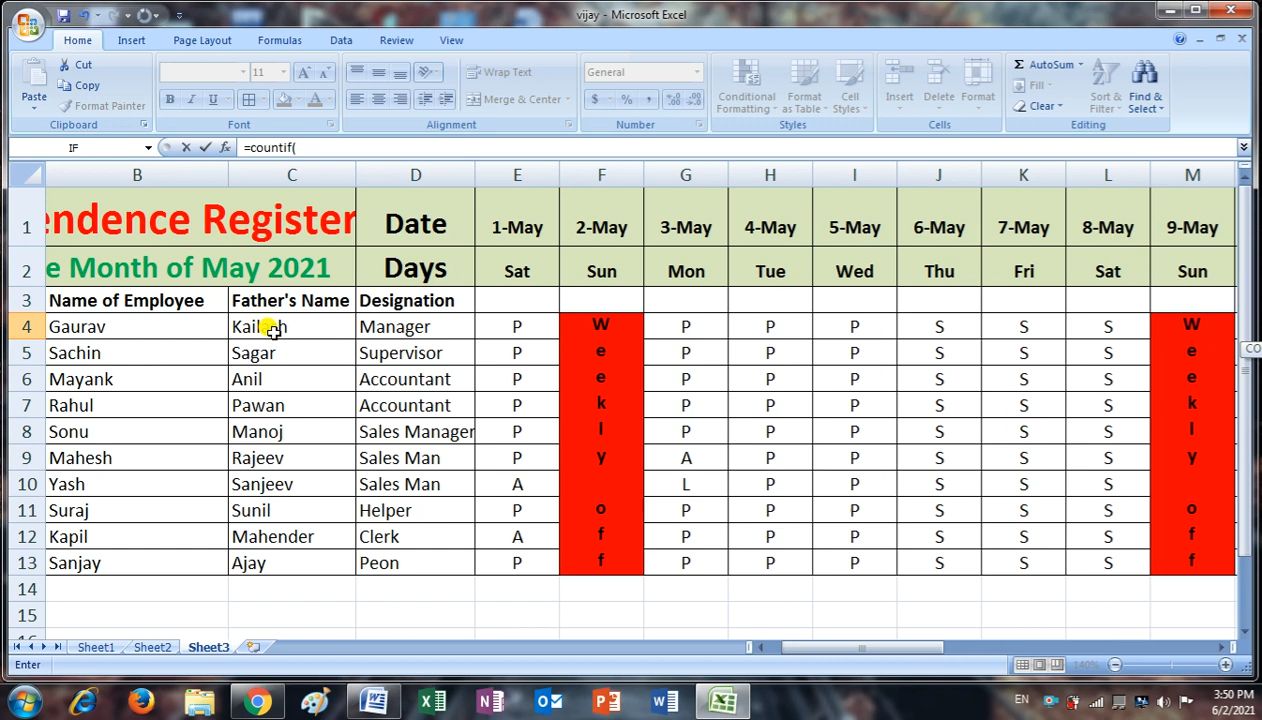 vijay - Microsoft Excel
Home Insert Page Layout Formulas Data Review View
Paste Cut Copy Format Painter Clipboard
11 B I U A Font
Wrap Text Merge & Center Alignment
General $ % , Number
Conditional Formatting Format as Table Cell Styles Styles
Insert Delete Format Cells
Σ AutoSum Fill Clear Sort & Filter Find & Select Editing
IF fx =countif(
B C D E F G H I J K L M
1 endence Register Date 1-May 2-May 3-May 4-May 5-May 6-May 7-May 8-May 9-May
2 e Month of May 2021 Days Sat Sun Mon Tue Wed Thu Fri Sat Sun
3 Name of Employee Father's Name Designation
4 Gaurav Manager P W P P P S S S W
5 Sachin Sagar Supervisor P e P P P S S S e
6 Mayank Anil Accountant P e P P P S S S e
7 Rahul Pawan Accountant P k P P P S S S k
8 Sonu Manoj Sales Manager P l P P P S S S l
9 Mahesh Rajeev Sales Man P y A P P S S S y
10 Yash Sanjeev Sales Man A L P P S S S
11 Suraj Sunil Helper P o P P P S S S o
12 Kapil Mahender Clerk A f P P P S S S f
13 Sanjay Ajay Peon P f P P P S S S f
14
15
Sheet1 Sheet2 Sheet3
Enter 140%
EN 3:50 PM
6/2/2021